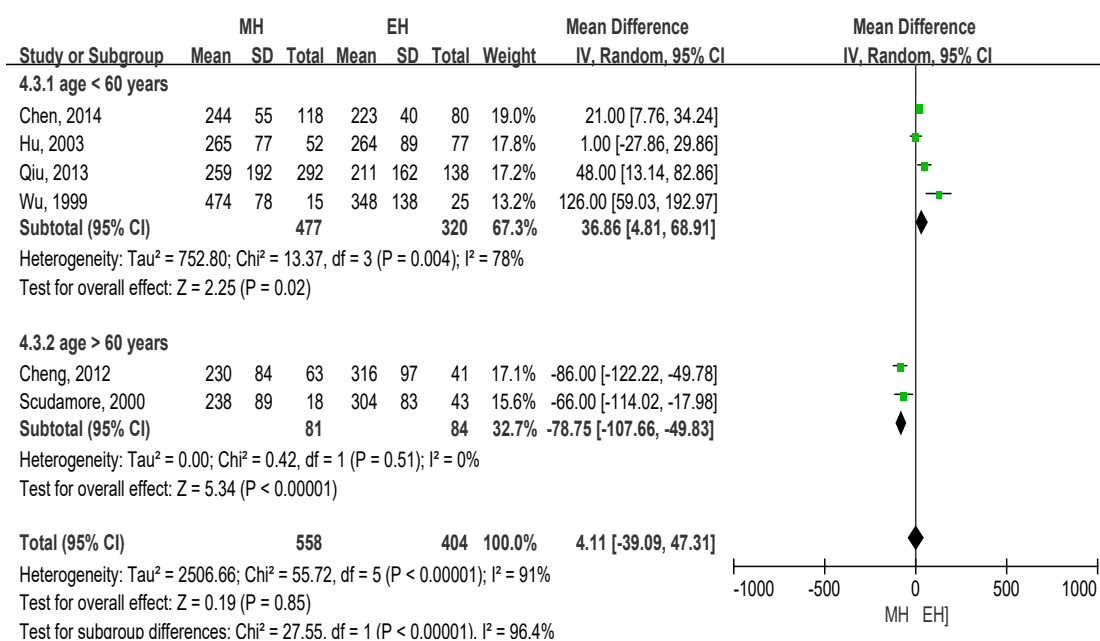 MH EH Mean Difference Mean Difference
Study or Subgroup Mean SD Total Mean SD Total Weight IV, Random, 95% CI IV, Random, 95% CI
4.3.1 age < 60 years
Chen, 2014 244 55 118 223 40 80 19.0% 21.00 [7.76, 34.24]
Hu, 2003 265 77 52 264 89 77 17.8% 1.00 [-27.86, 29.86]
Qiu, 2013 259 192 292 211 162 138 17.2% 48.00 [13.14, 82.86]
Wu, 1999 474 78 15 348 138 25 13.2% 126.00 [59.03, 192.97]
Subtotal (95% CI) 477 320 67.3% 36.86 [4.81, 68.91]
Heterogeneity: Tau² = 752.80; Chi² = 13.37, df = 3 (P = 0.004); I² = 78%
Test for overall effect: Z = 2.25 (P = 0.02)
4.3.2 age > 60 years
Cheng, 2012 230 84 63 316 97 41 17.1% -86.00 [-122.22, -49.78]
Scudamore, 2000 238 89 18 304 83 43 15.6% -66.00 [-114.02, -17.98]
Subtotal (95% CI) 81 84 32.7% -78.75 [-107.66, -49.83]
Heterogeneity: Tau² = 0.00; Chi² = 0.42, df = 1 (P = 0.51); I² = 0%
Test for overall effect: Z = 5.34 (P < 0.00001)
Total (95% CI) 558 404 100.0% 4.11 [-39.09, 47.31]
Heterogeneity: Tau² = 2506.66; Chi² = 55.72, df = 5 (P < 0.00001); I² = 91%
Test for overall effect: Z = 0.19 (P = 0.85)
Test for subgroup differences: Chi² = 27.55, df = 1 (P < 0.00001), I² = 96.4%
-1000 -500 0 500 1000
MH EH]